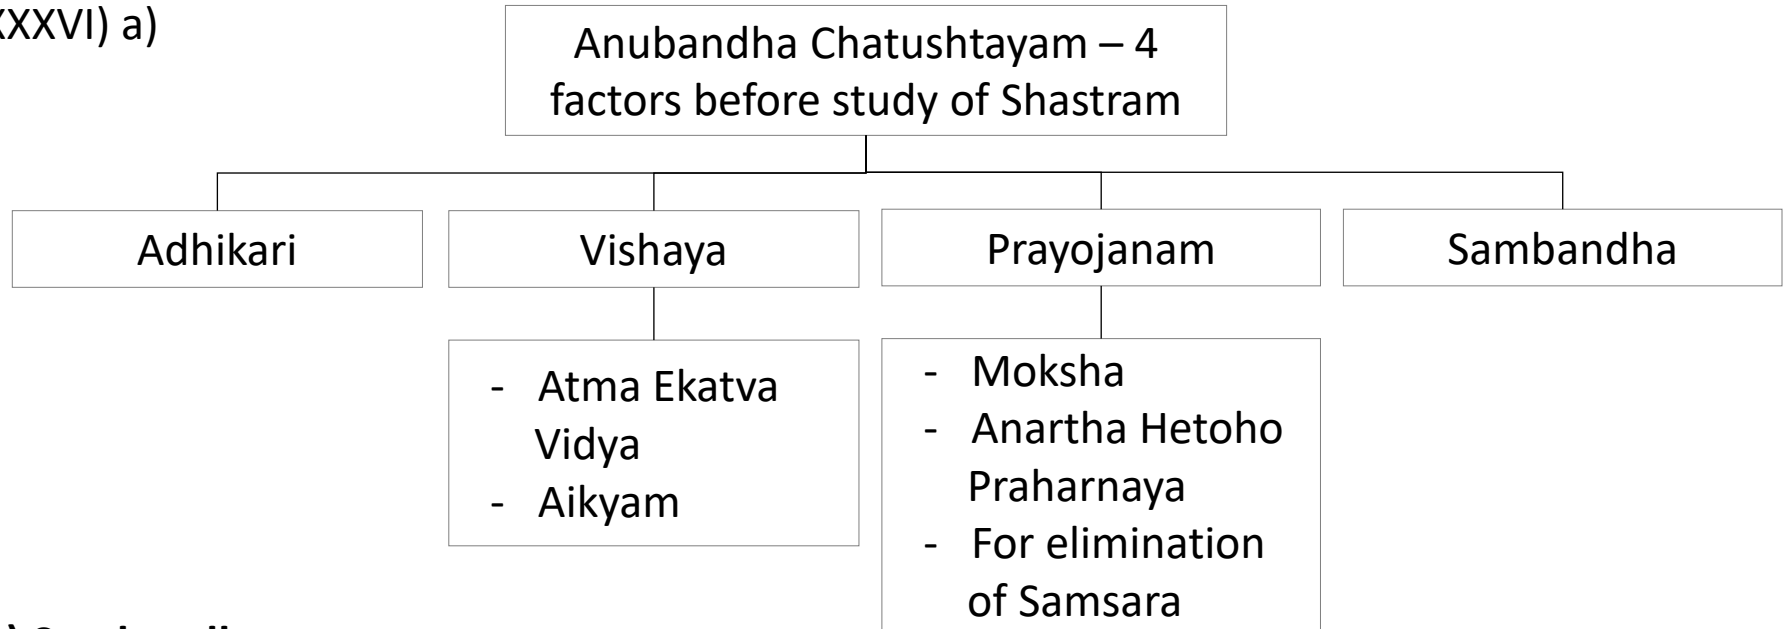 XXXVI) a)
Anubandha Chatushtayam – 4
factors before study of Shastram
Adhikari
Vishaya
Prayojanam
Sambandha
- Atma Ekatva
Vidya
- Aikyam
- Moksha
- Anartha Hetoho
Praharnaya
- For elimination
of Samsara